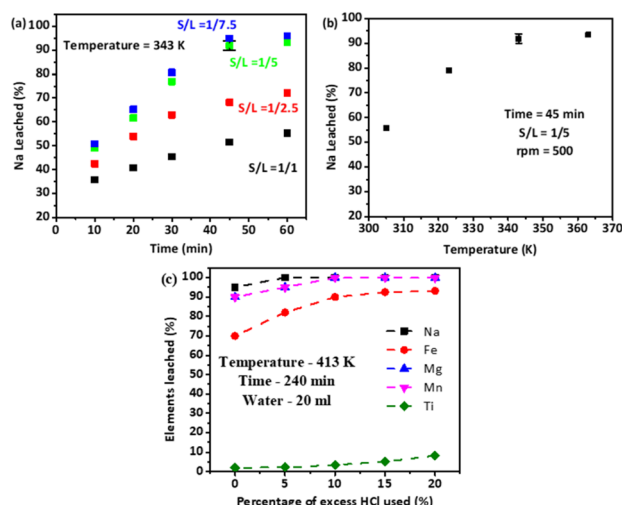 (a)
S/L=1/7.5
Temperature = 343 K
S/L=1/5
S/L=1/2.5
S/L=1/1
Na Leached (%)
100
90
80
70
60
50
40
30
20
0 10 20 30 40 50 60
Time (min)
(b)
Time = 45 min
S/L = 1/5
rpm = 500
Na Leached (%)
100
90
80
70
60
50
40
30
20
300 310 320 330 340 350 360 370
Temperature (K)
(c)
Temperature - 413 K
Time - 240 min
Water - 20 ml
Na
Fe
Mg
Mn
Ti
Elements leached (%)
100
90
80
70
60
50
40
30
20
10
0
0 5 10 15 20
Percentage of excess HCl used (%)